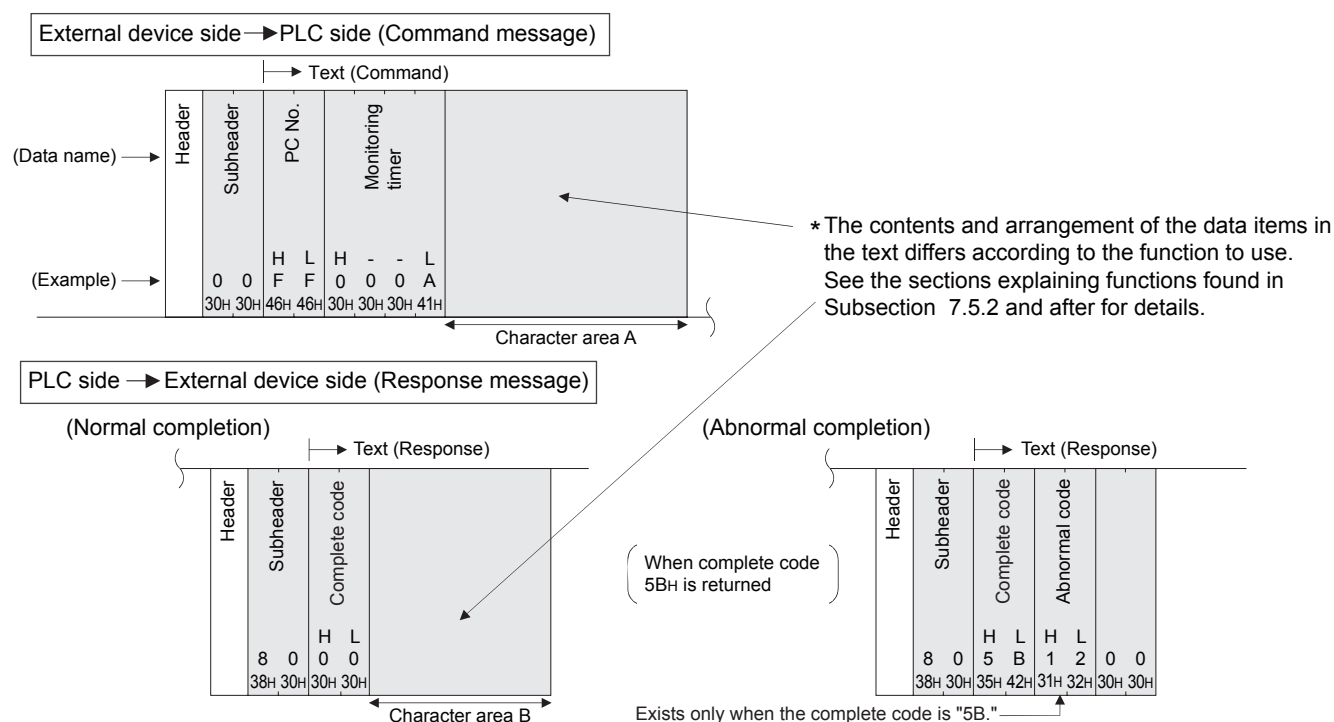 External device side → PLC side (Command message)
Text (Command)
(Data name)
Header
Subheader
PC No.
Monitoring
timer
H L H - - L
(Example)
0 0 F F 0 0 0 A
30H 30H 46H 46H 30H 30H 30H 41H
Character area A
* The contents and arrangement of the data items in
the text differs according to the function to use.
See the sections explaining functions found in
Subsection 7.5.2 and after for details.
PLC side → External device side (Response message)
(Normal completion)
Text (Response)
Header
Subheader
Complete code
H L
8 0 0 0
38H 30H 30H 30H
Character area B
When complete code
5BH is returned
(Abnormal completion)
Text (Response)
Header
Subheader
Complete code
Abnormal code
H L H L
8 0 5 B 1 2 0 0
38H 30H 35H 42H 31H 32H 30H 30H
Exists only when the complete code is "5B."